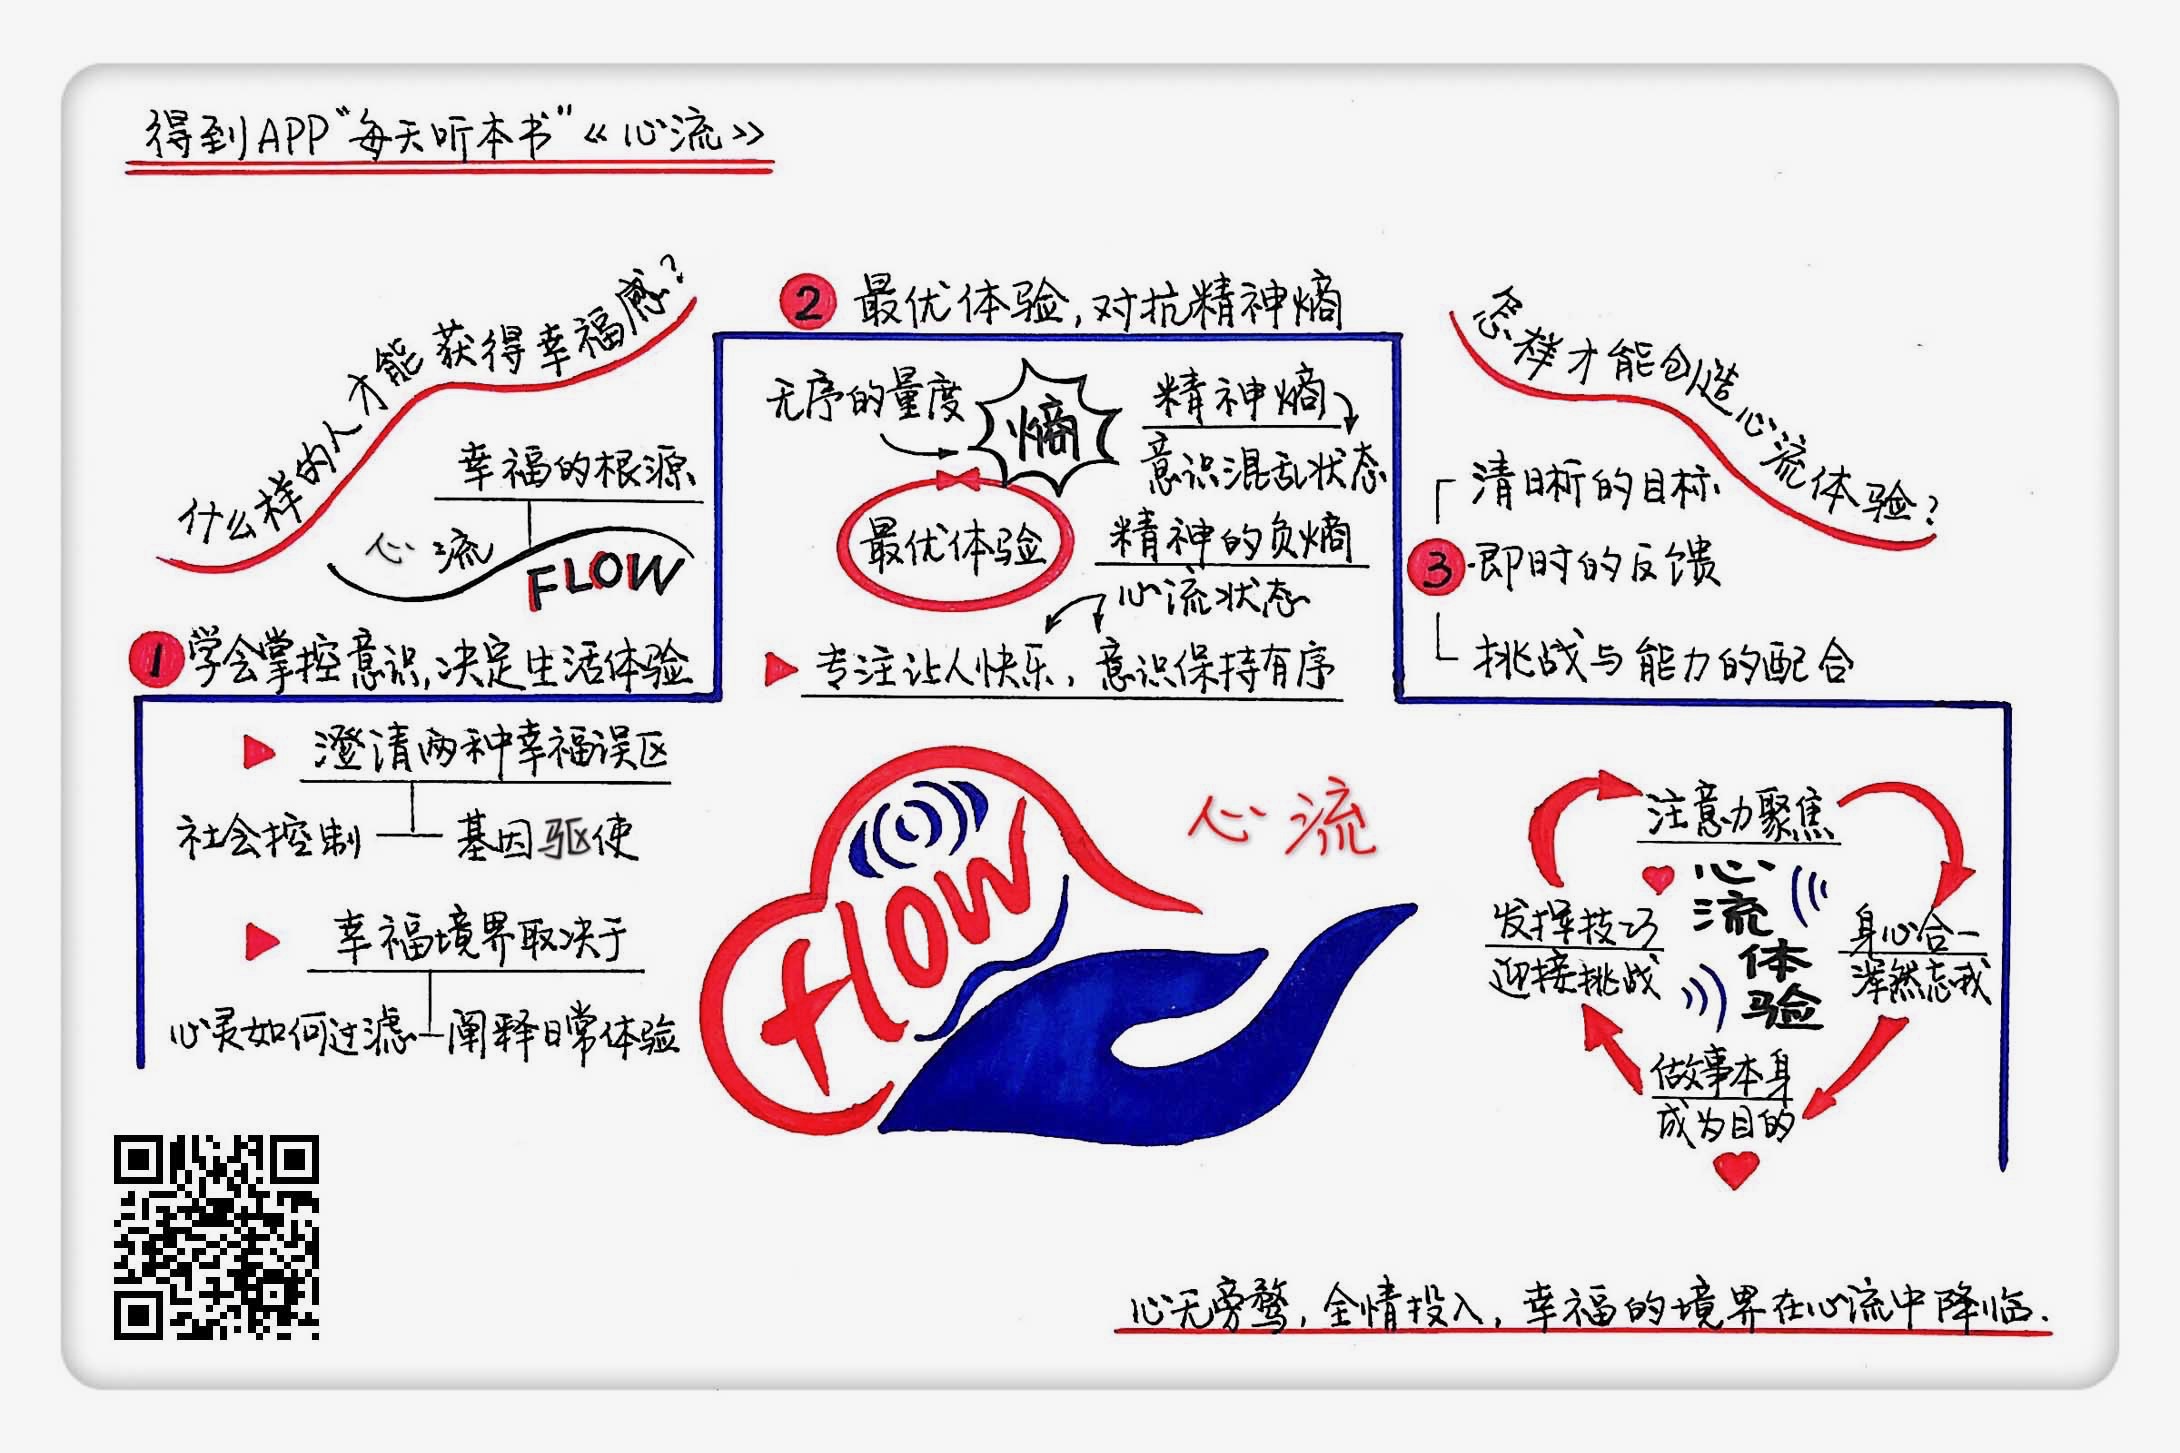 得到APP“每天听本书”《心流》
什么样的人才能获得幸福感？
幸福的根源
心流
FLOW
1 学会掌控意识,决定生活体验
澄清两种幸福误区
社会控制
基因驱使
幸福境界取决于
心灵如何过滤
阐释日常体验
2 最优体验,对抗精神熵
无序的量度
熵
精神熵
意识混乱状态
最优体验
精神的负熵
心流状态
专注让人快乐，意识保持有序
FLOW
心流
怎样才能创造心流体验？
清晰的目标
3 即时的反馈
挑战与能力的配合
注意力聚焦
身心合一
浑然忘我
做故事本身
成为目的
发挥技巧
迎接挑战
心流
体验
心无旁鹜，全情投入，幸福的境界在心流中降临.